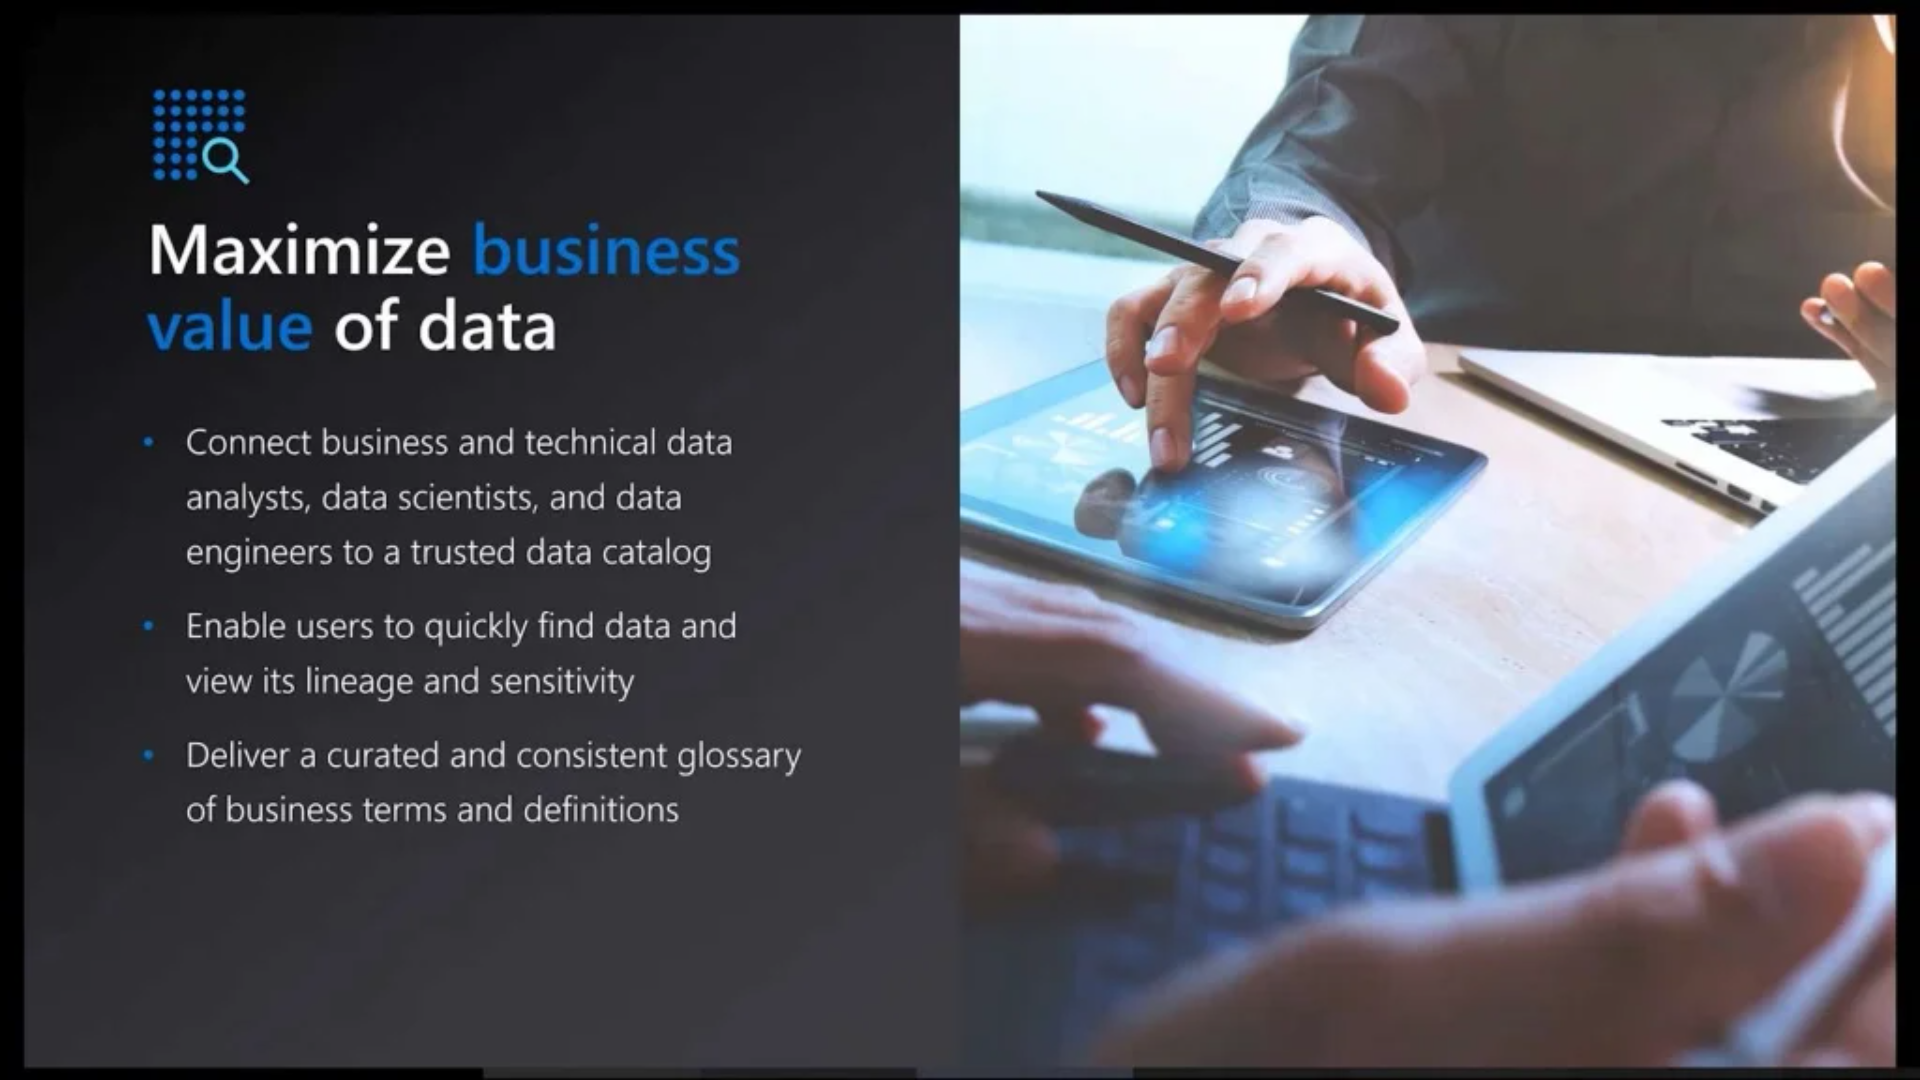 Maximize business
value of data
• Connect business and technical data
analysts, data scientists, and data
engineers to a trusted data catalog
• Enable users to quickly find data and
view its lineage and sensitivity
• Deliver a curated and consistent glossary
of business terms and definitions